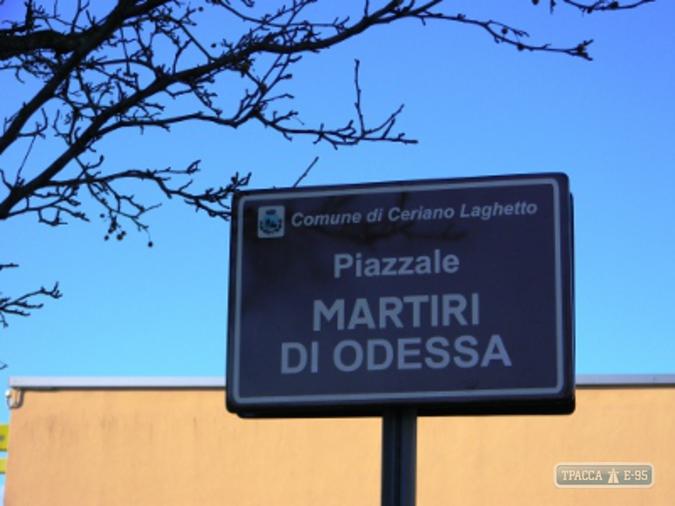 Comune di Ceriano Laghetto
Piazzale
MARTIRI
DI ODESSA
ТРАССА E-95